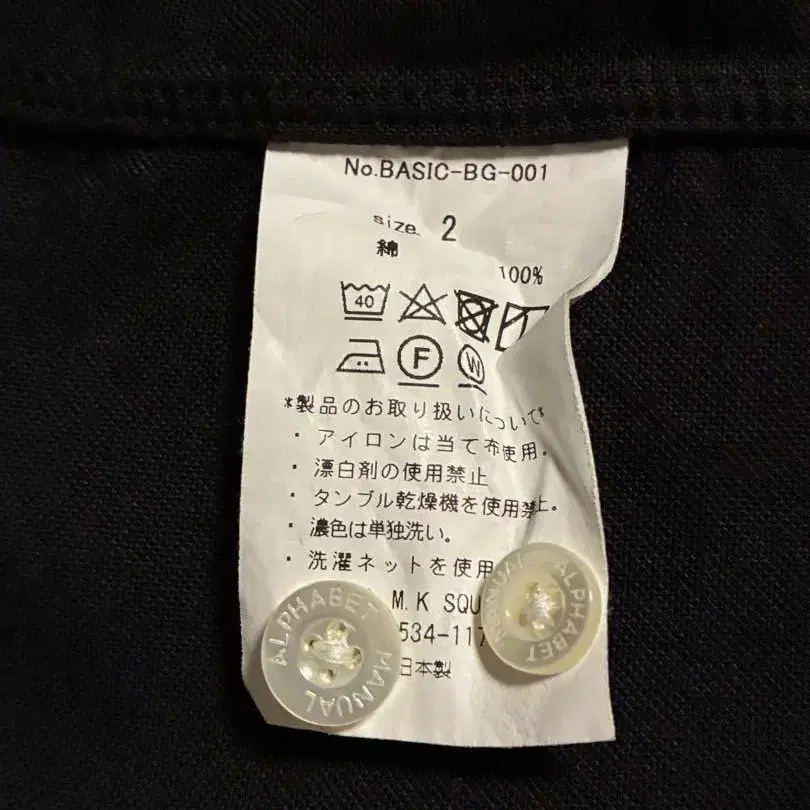 No.BASIC-BG-001
size 2
綿
100%
40
F
W
*製品のお取り扱いについて*
・アイロンは当て布使用。
・漂白剤の使用禁止
・タンブル乾燥機を使用禁止。
・濃色は単独洗い。
・洗濯ネットを使用
M.K SQU
534-117
日本製
ALPHABET MANUAL
ALPHABET MANUAL